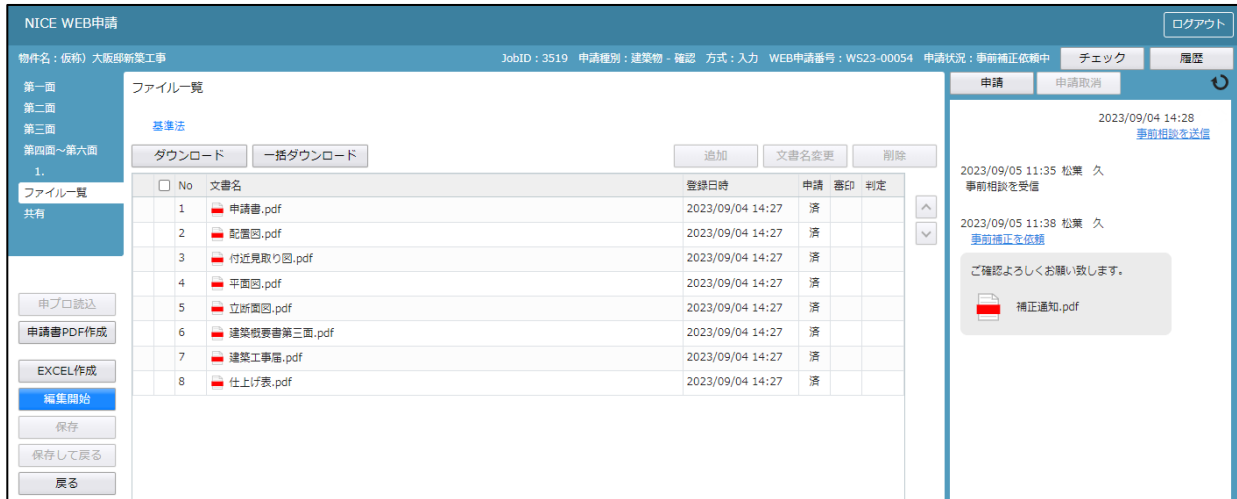 NICE WEB申請
ログアウト
物件名：仮称）大阪邸新築工事
JobID：3519 申請種別：建築物 - 確認 方式：入力 WEB申請番号：WS23-00054 申請状況：事前補正依頼中
チェック
履歴
第一面
第二面
第三面
第四面～第六面
1.
ファイル一覧
共有
申プロ読込
申請書PDF作成
EXCEL作成
編集開始
保存
保存して戻る
戻る
ファイル一覧
基準法
ダウンロード
一括ダウンロード
追加
文書名変更
削除
No 文書名 登録日時 申請 審印 判定
1 申請書.pdf 2023/09/04 14:27 済
2 配置図.pdf 2023/09/04 14:27 済
3 付近見取り図.pdf 2023/09/04 14:27 済
4 平面図.pdf 2023/09/04 14:27 済
5 立断面図.pdf 2023/09/04 14:27 済
6 建築概要書第三面.pdf 2023/09/04 14:27 済
7 建築工事届.pdf 2023/09/04 14:27 済
8 仕上げ表.pdf 2023/09/04 14:27 済
申請
申請取消
2023/09/04 14:28
事前相談を送信
2023/09/05 11:35 松葉 久
事前相談を受信
2023/09/05 11:38 松葉 久
事前補正を依頼
ご確認よろしくお願い致します。
補正通知.pdf